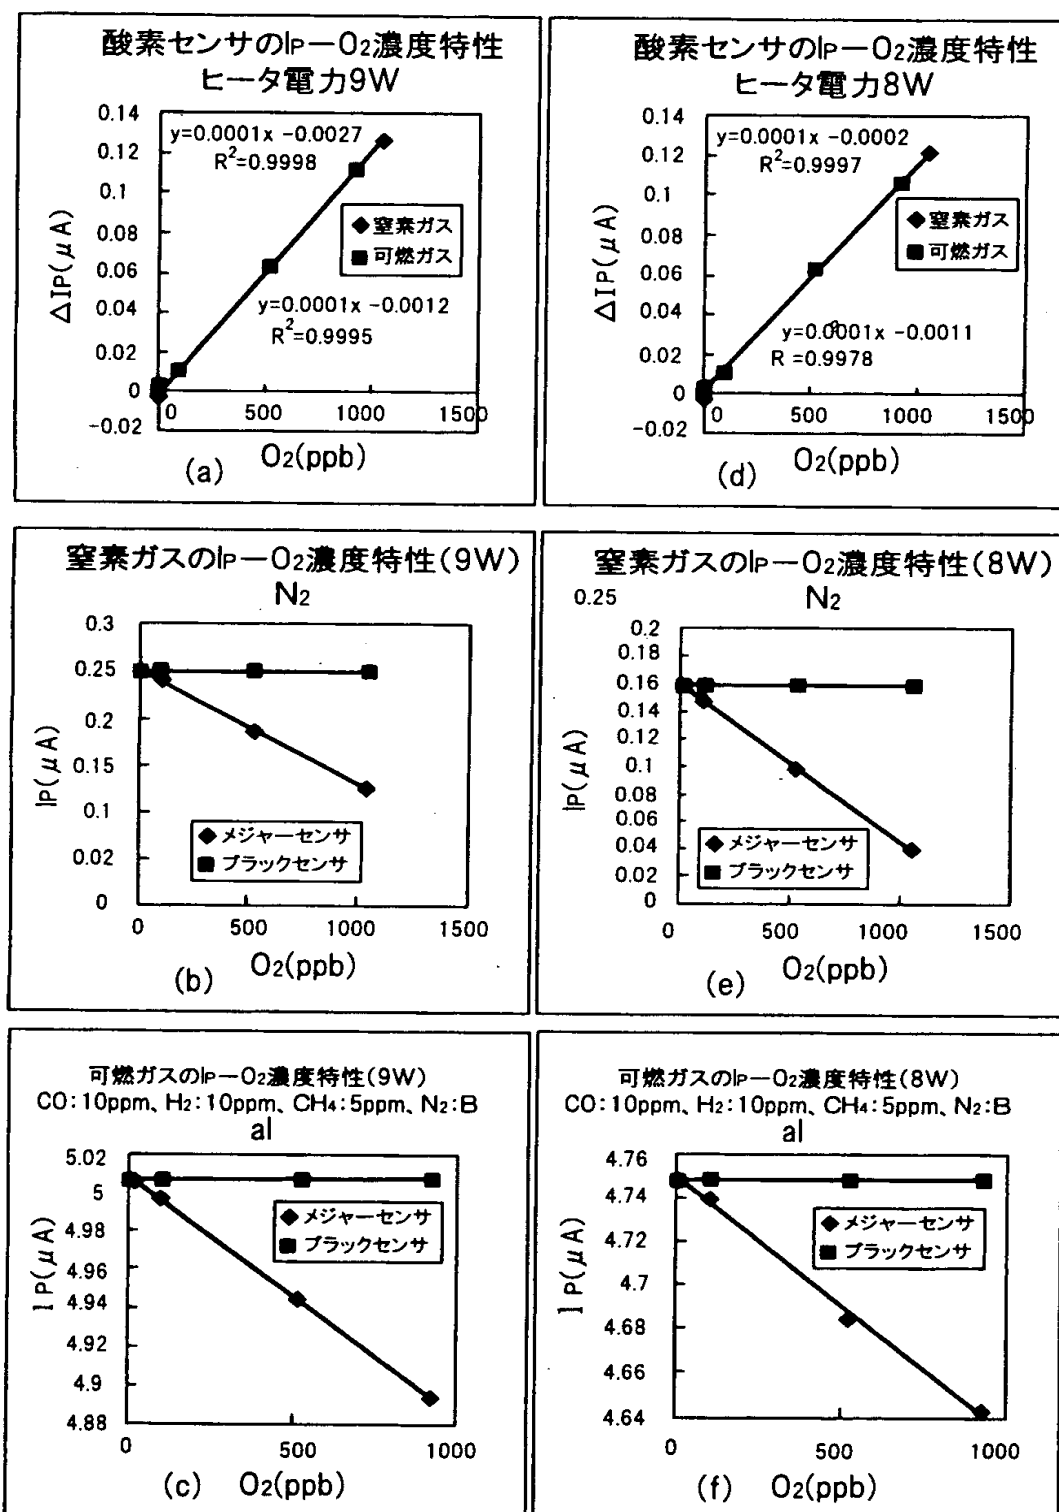 酸素センサのIP－O2濃度特性
ヒータ電力9W
0.14
0.12
0.1
0.08
0.06
0.04
0.02
0
-0.02
ΔIP(μA)
y=0.0001x -0.0027
R2=0.9998
◆窒素ガス
■可燃ガス
y=0.0001x -0.0012
R2=0.9995
0 500 1000 1500
(a) O2(ppb)
酸素センサのIP－O2濃度特性
ヒータ電力8W
0.14
0.12
0.1
0.08
0.06
0.04
0.02
0
-0.02
ΔIP(μA)
y=0.0001x -0.0002
R2=0.9997
◆窒素ガス
■可燃ガス
y=0.0001x -0.0011
R2=0.9978
0 500 1000 1500
(d) O2(ppb)
窒素ガスのIP－O2濃度特性(9W)
N2
0.3
0.25
0.2
0.15
0.1
0.02
0
IP(μA)
◆メジャーセンサ
■ブラックセンサ
0 500 1000 1500
(b) O2(ppb)
窒素ガスのIP－O2濃度特性(8W)
0.25 N2
0.2
0.18
0.16
0.14
0.12
0.1
0.08
0.06
0.04
0.02
0
IP(μA)
◆メジャーセンサ
■ブラックセンサ
0 500 1000 1500
(e) O2(ppb)
可燃ガスのIP－O2濃度特性(9W)
CO:10ppm、H2:10ppm、CH4:5ppm、N2:B
al
5.02
5
4.98
4.96
4.94
4.92
4.9
4.88
IP(μA)
◆メジャーセンサ
■ブラックセンサ
0 500 1000
(c) O2(ppb)
可燃ガスのIP－O2濃度特性(8W)
CO:10ppm、H2:10ppm、CH4:5ppm、N2:B
al
4.76
4.74
4.72
4.7
4.68
4.66
4.64
IP(μA)
◆メジャーセンサ
■ブラックセンサ
0 500 1000
(f) O2(ppb)